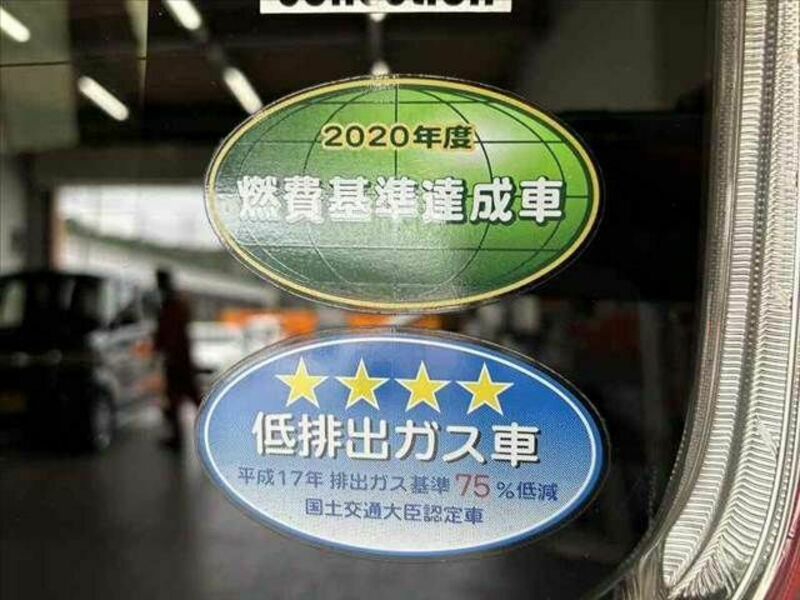 2020年度
燃費基準達成車
低排出ガス車
平成17年 排出ガス基準 75%低減
国土交通大臣認定車